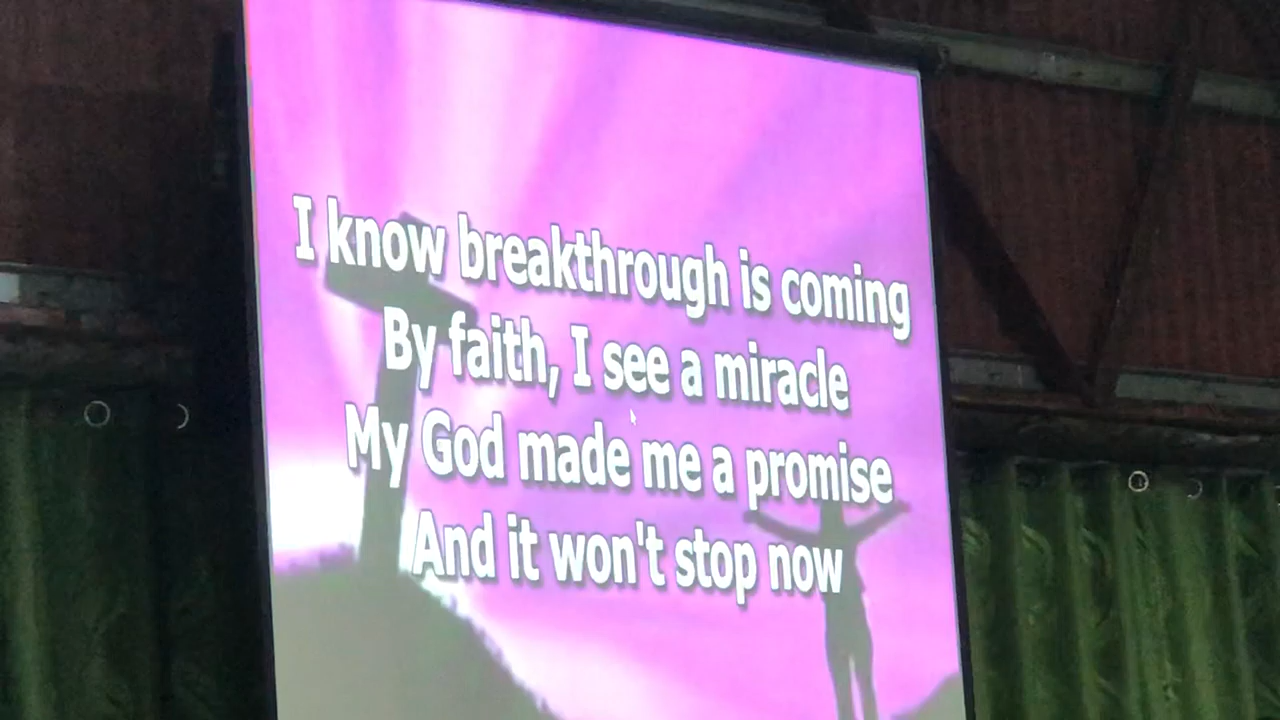 I know breakthrough is coming
By faith, I see a miracle
My God made me a promise
And it won't stop now